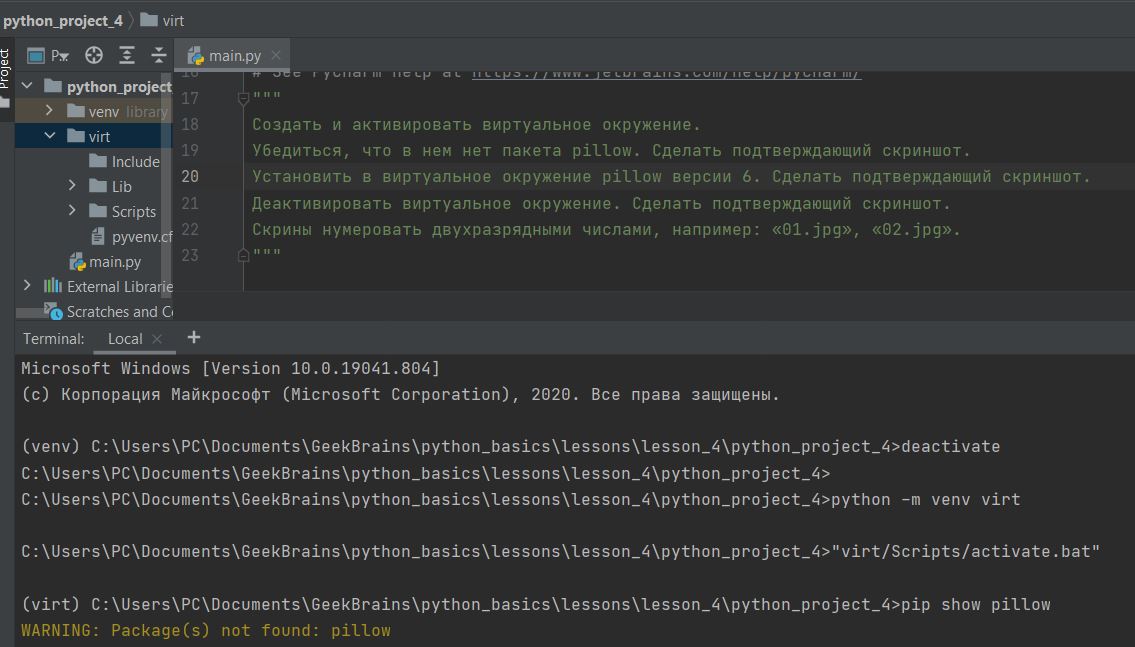 python_project_4 virt
Project
P
main.py
# See PyCharm help at https://www.jetbrains.com/help/pycharm/
python_project
venv library
virt
Include
Lib
Scripts
pyvenv.cf
main.py
External Librarie
Scratches and Co
16
17 """
18 Создать и активировать виртуальное окружение.
19 Убедиться, что в нем нет пакета pillow. Сделать подтверждающий скриншот.
20 Установить в виртуальное окружение pillow версии 6. Сделать подтверждающий скриншот.
21 Деактивировать виртуальное окружение. Сделать подтверждающий скриншот.
22 Скрины нумеровать двухразрядными числами, например: «01.jpg», «02.jpg».
23 """
Terminal: Local
Microsoft Windows [Version 10.0.19041.804]
(c) Корпорация Майкрософт (Microsoft Corporation), 2020. Все права защищены.
(venv) C:\Users\PC\Documents\GeekBrains\python_basics\lessons\lesson_4\python_project_4>deactivate
C:\Users\PC\Documents\GeekBrains\python_basics\lessons\lesson_4\python_project_4>
C:\Users\PC\Documents\GeekBrains\python_basics\lessons\lesson_4\python_project_4>python -m venv virt
C:\Users\PC\Documents\GeekBrains\python_basics\lessons\lesson_4\python_project_4>"virt/Scripts/activate.bat"
(virt) C:\Users\PC\Documents\GeekBrains\python_basics\lessons\lesson_4\python_project_4>pip show pillow
WARNING: Package(s) not found: pillow